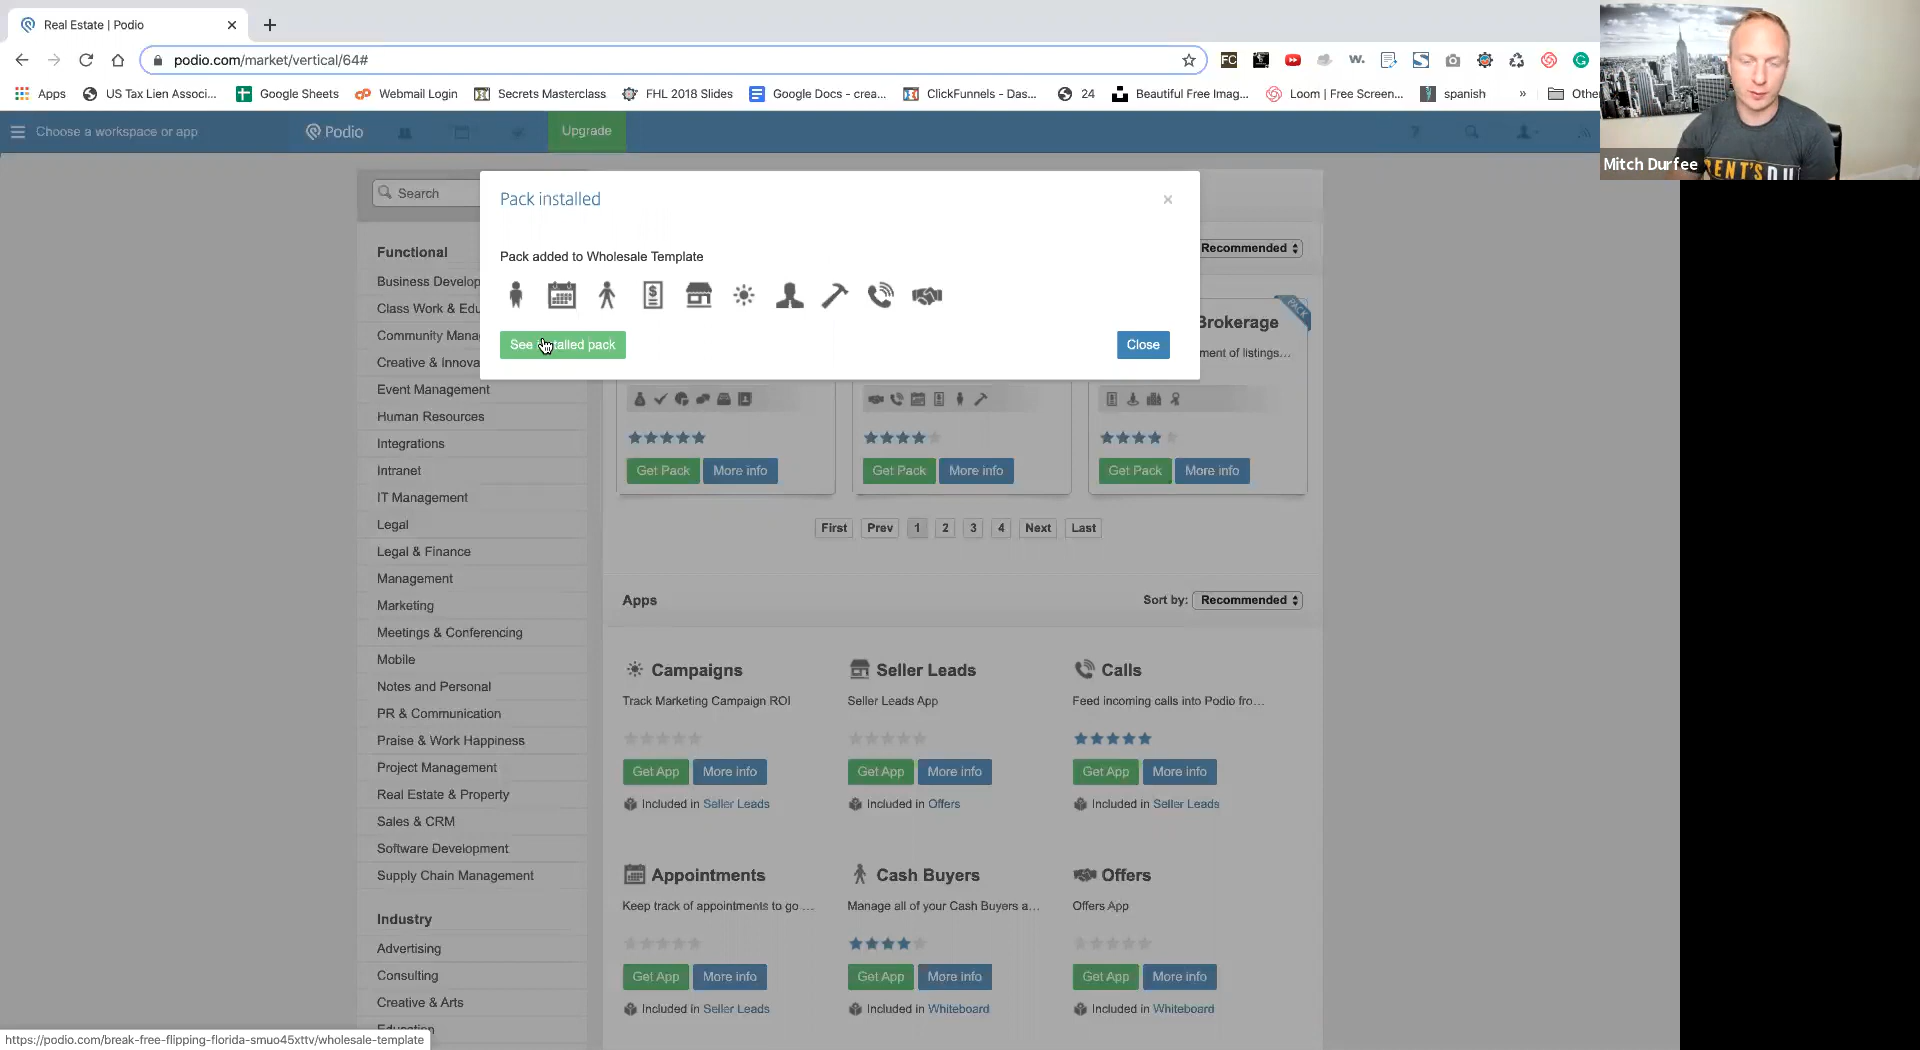 Real Estate | Podio
podio.com/market/vertical/64#
FC
W.
Apps
US Tax Lien Associ...
Google Sheets
Webmail Login
Secrets Masterclass
FHL 2018 Slides
Google Docs - crea...
ClickFunnels - Das...
24
Beautiful Free Imag...
Loom | Free Screen...
spanish
»
Othe
Choose a workspace or app
Podio
Upgrade
?
Mitch Durfee
Search
Pack installed
×
Pack added to Wholesale Template
See installed pack
Close
Recommended
PACK
Brokerage
ment of listings...
Get Pack
More info
Get Pack
More info
Get Pack
More info
First
Prev
1
2
3
4
Next
Last
Functional
Business Develop
Class Work & Edu
Community Mana
Creative & Innova
Event Management
Human Resources
Integrations
Intranet
IT Management
Legal
Legal & Finance
Management
Marketing
Meetings & Conferencing
Mobile
Notes and Personal
PR & Communication
Praise & Work Happiness
Project Management
Real Estate & Property
Sales & CRM
Software Development
Supply Chain Management
Industry
Advertising
Consulting
Creative & Arts
Education
Apps
Sort by:
Recommended
Campaigns
Track Marketing Campaign ROI
Get App
More info
Included in Seller Leads
Seller Leads
Seller Leads App
Get App
More info
Included in Offers
Calls
Feed incoming calls into Podio fro...
Get App
More info
Included in Seller Leads
Appointments
Keep track of appointments to go ...
Get App
More info
Included in Seller Leads
Cash Buyers
Manage all of your Cash Buyers a...
Get App
More info
Included in Whiteboard
Offers
Offers App
Get App
More info
Included in Whiteboard
https://podio.com/break-free-flipping-florida-smuo45xttv/wholesale-template